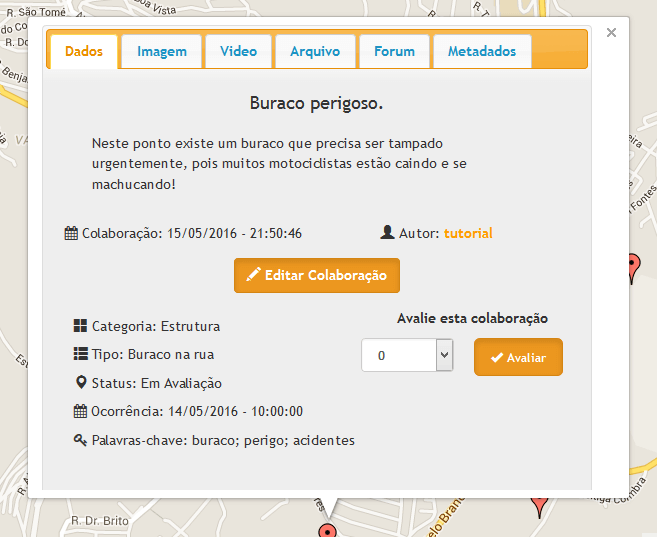 R. São Tomé
Boa Vista
Dados Imagem Video Arquivo Forum Metadados
Buraco perigoso.
Neste ponto existe um buraco que precisa ser tampado
urgentemente, pois muitos motociclistas estão caindo e se
machucando!
Colaboração: 15/05/2016 - 21:50:46
Autor: tutorial
Editar Colaboração
Avalie esta colaboração
Categoria: Estrutura
Tipo: Buraco na rua
0
Avaliar
Status: Em Avaliação
Ocorrência: 14/05/2016 - 10:00:00
Palavras-chave: buraco; perigo; acidentes
R. Dr. Brito